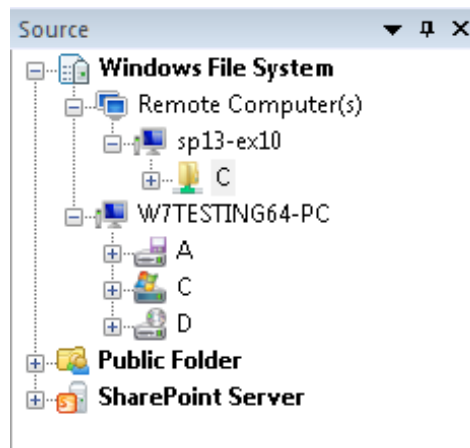 Source
Windows File System
Remote Computer(s)
sp13-ex10
C
W7TESTING64-PC
A
C
D
Public Folder
SharePoint Server